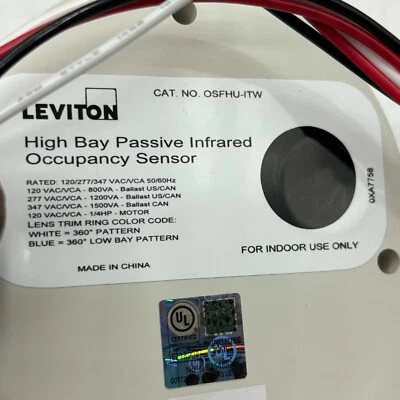 LEVITON
CAT. NO. OSFHU-ITW
High Bay Passive Infrared
Occupancy Sensor
RATED: 120/277/347 VAC/VCA 50/60Hz
120 VAC/VCA - 800VA - Ballast US/CAN
277 VAC/VCA - 1200VA - Ballast US/CAN
347 VAC/VCA - 1500VA - Ballast CAN
120 VAC/VCA - 1/4HP - MOTOR
LENS TRIM RING COLOR CODE:
WHITE = 360° PATTERN
BLUE = 360° LOW BAY PATTERN
FOR INDOOR USE ONLY
MADE IN CHINA
0XA7758
UL
CERTIFIED
UL